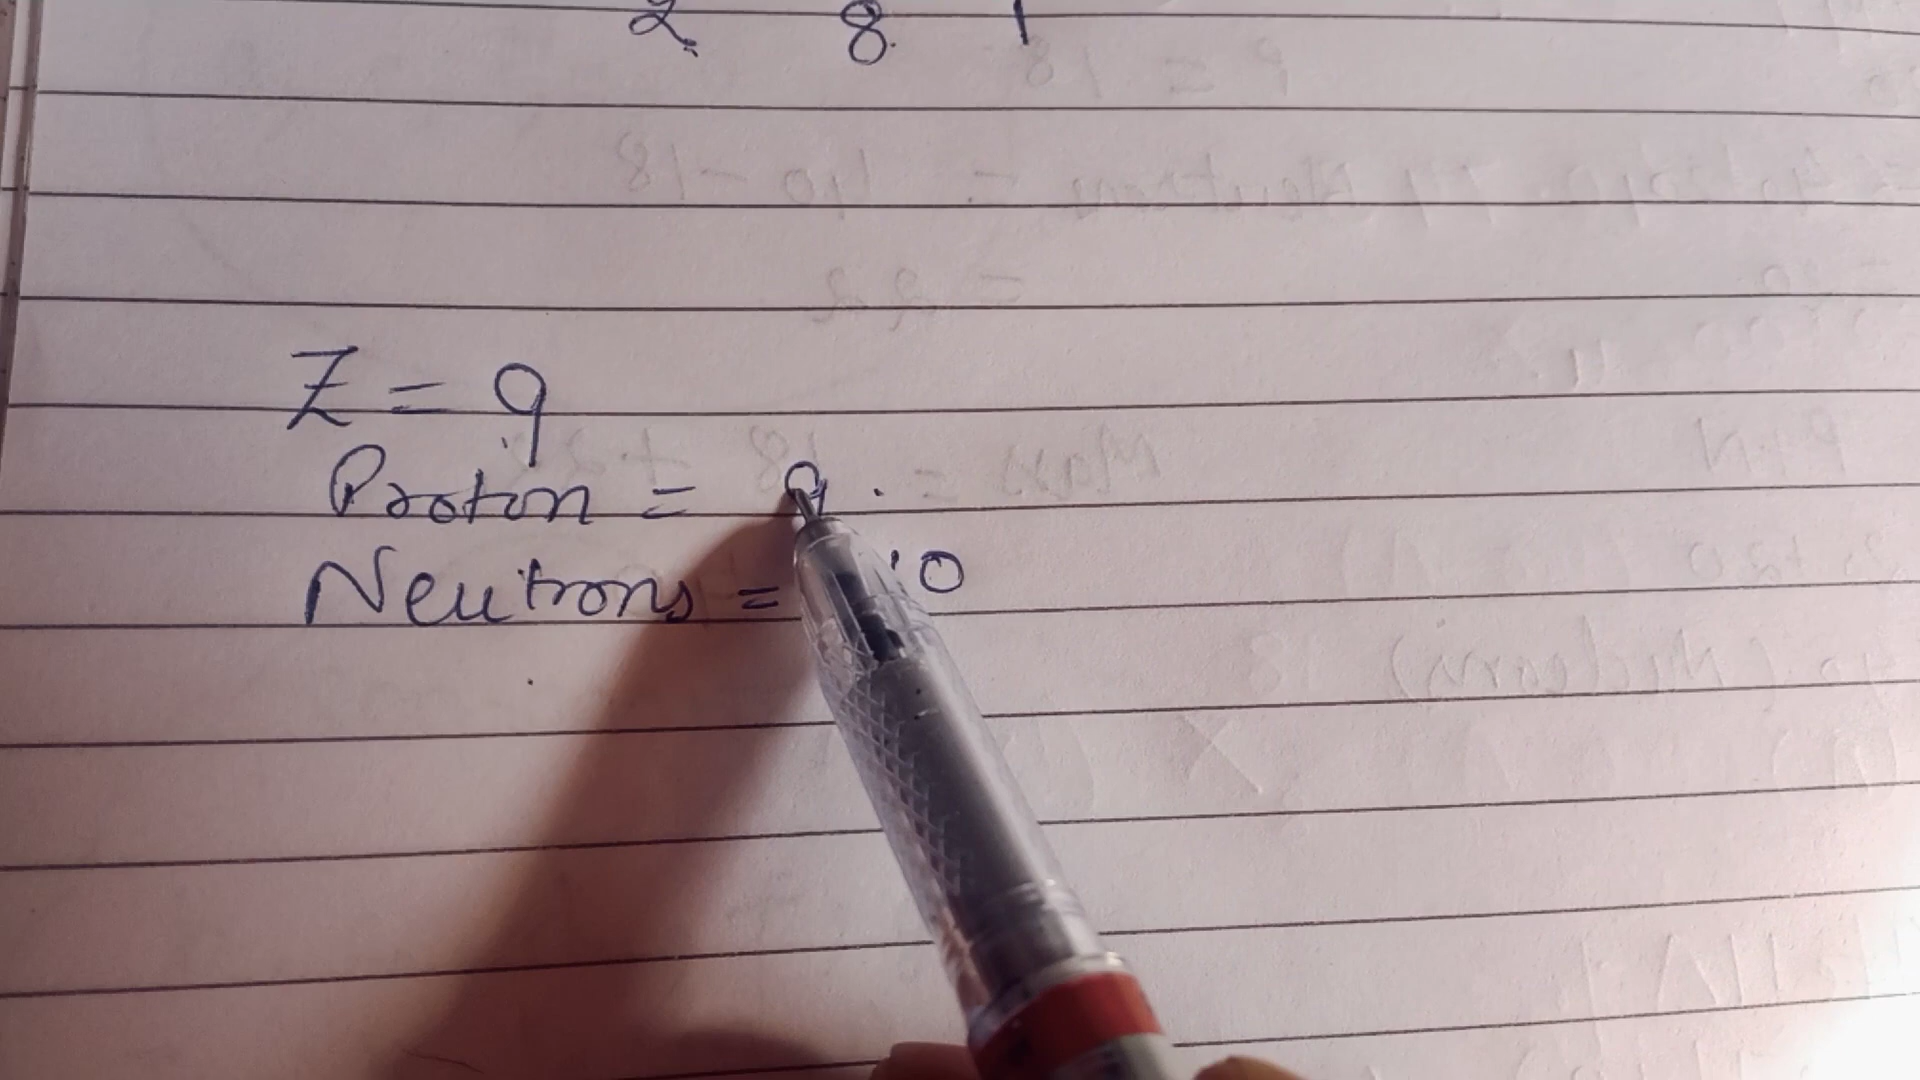 2 8 1
Z = 9
Proton = 9.
Neutrons = 10